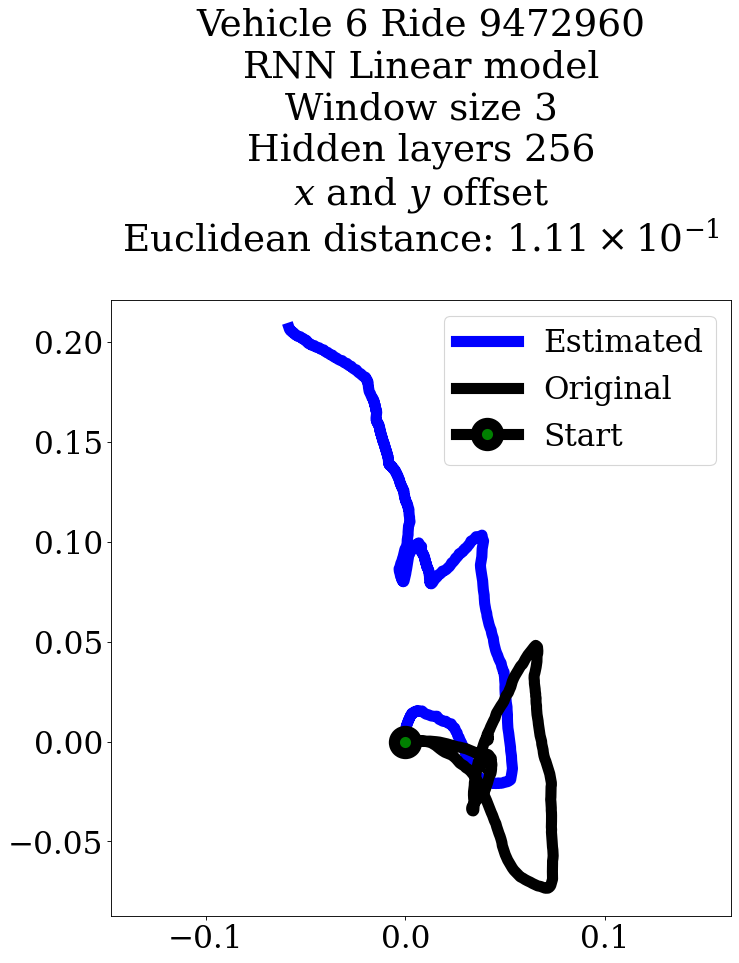 Vehicle 6 Ride 9472960
RNN Linear model
Window size 3
Hidden layers 256
x and y offset
Euclidean distance: 1.11 × 10⁻¹
Estimated
Original
Start
0.20
0.15
0.10
0.05
0.00
−0.05
−0.1
0.0
0.1